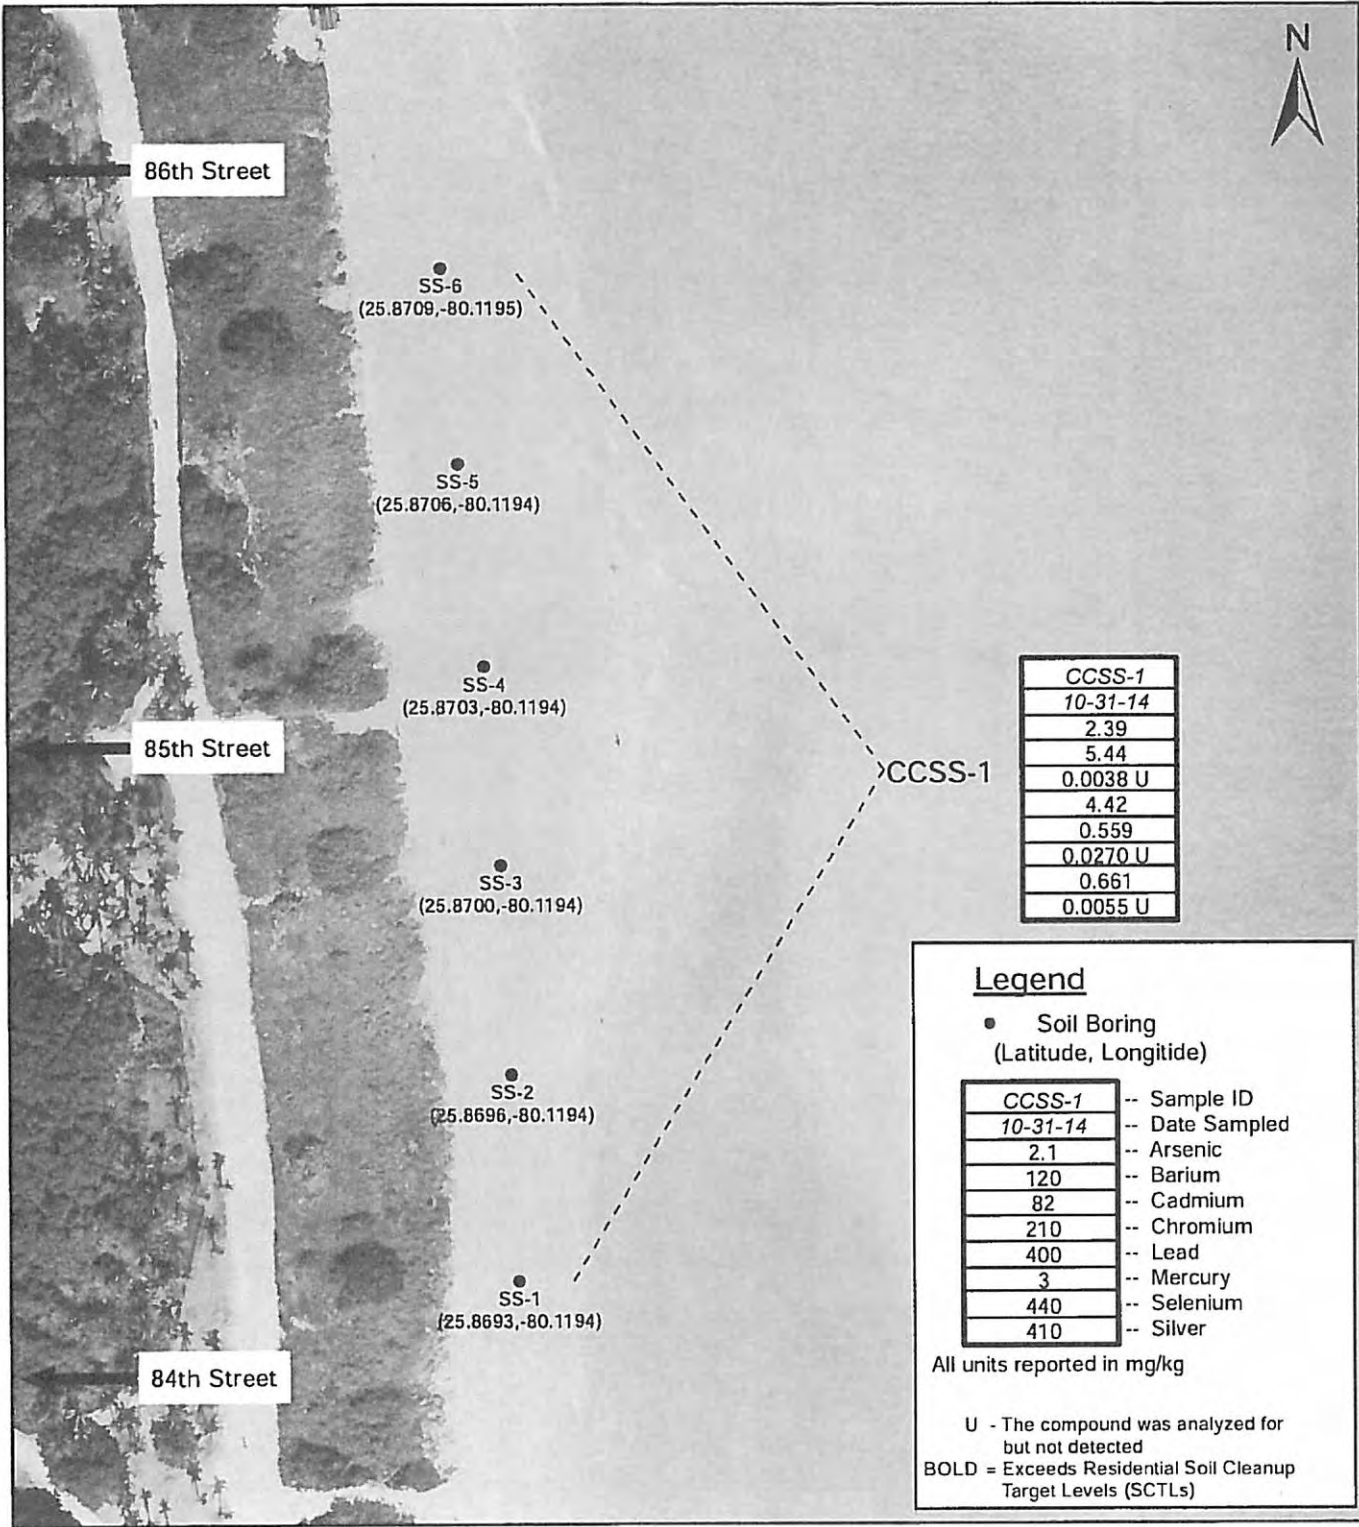 N
86th Street
SS-6
(25.8709,-80.1195)
SS-5
(25.8706,-80.1194)
SS-4
(25.8703,-80.1194)
85th Street
CCSS-1
CCSS-1
10-31-14
2.39
5.44
0.0038 U
4.42
0.559
0.0270 U
0.661
0.0055 U
SS-3
(25.8700,-80.1194)
SS-2
(25.8696,-80.1194)
SS-1
(25.8693,-80.1194)
84th Street
Legend
Soil Boring
(Latitude, Longitide)
CCSS-1 -- Sample ID
10-31-14 -- Date Sampled
2.1 -- Arsenic
120 -- Barium
82 -- Cadmium
210 -- Chromium
400 -- Lead
3 -- Mercury
440 -- Selenium
410 -- Silver
All units reported in mg/kg
U - The compound was analyzed for
but not detected
BOLD = Exceeds Residential Soil Cleanup
Target Levels (SCTLs)